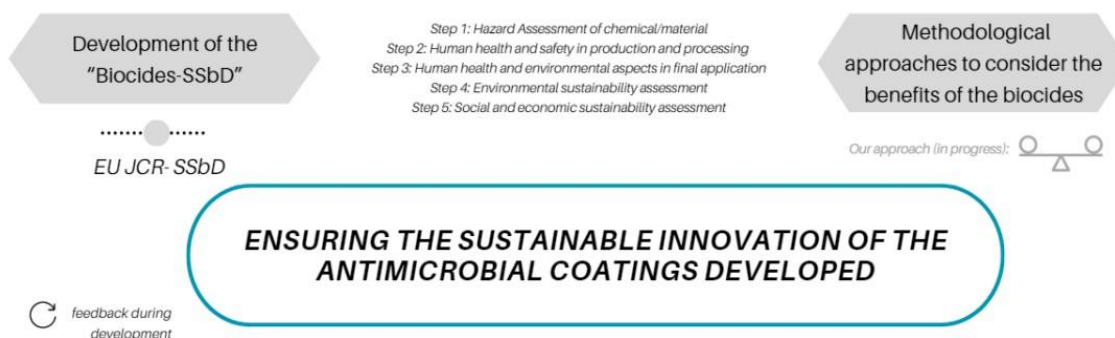 Development of the
"Biocides-SSbD"
EU JCR- SSbD
Step 1: Hazard Assessment of chemical/material
Step 2: Human health and safety in production and processing
Step 3: Human health and environmental aspects in final application
Step 4: Environmental sustainability assessment
Step 5: Social and economic sustainability assessment
Methodological
approaches to consider the
benefits of the biocides
Our approach (in progress):
ENSURING THE SUSTAINABLE INNOVATION OF THE
ANTIMICROBIAL COATINGS DEVELOPED
feedback during
development